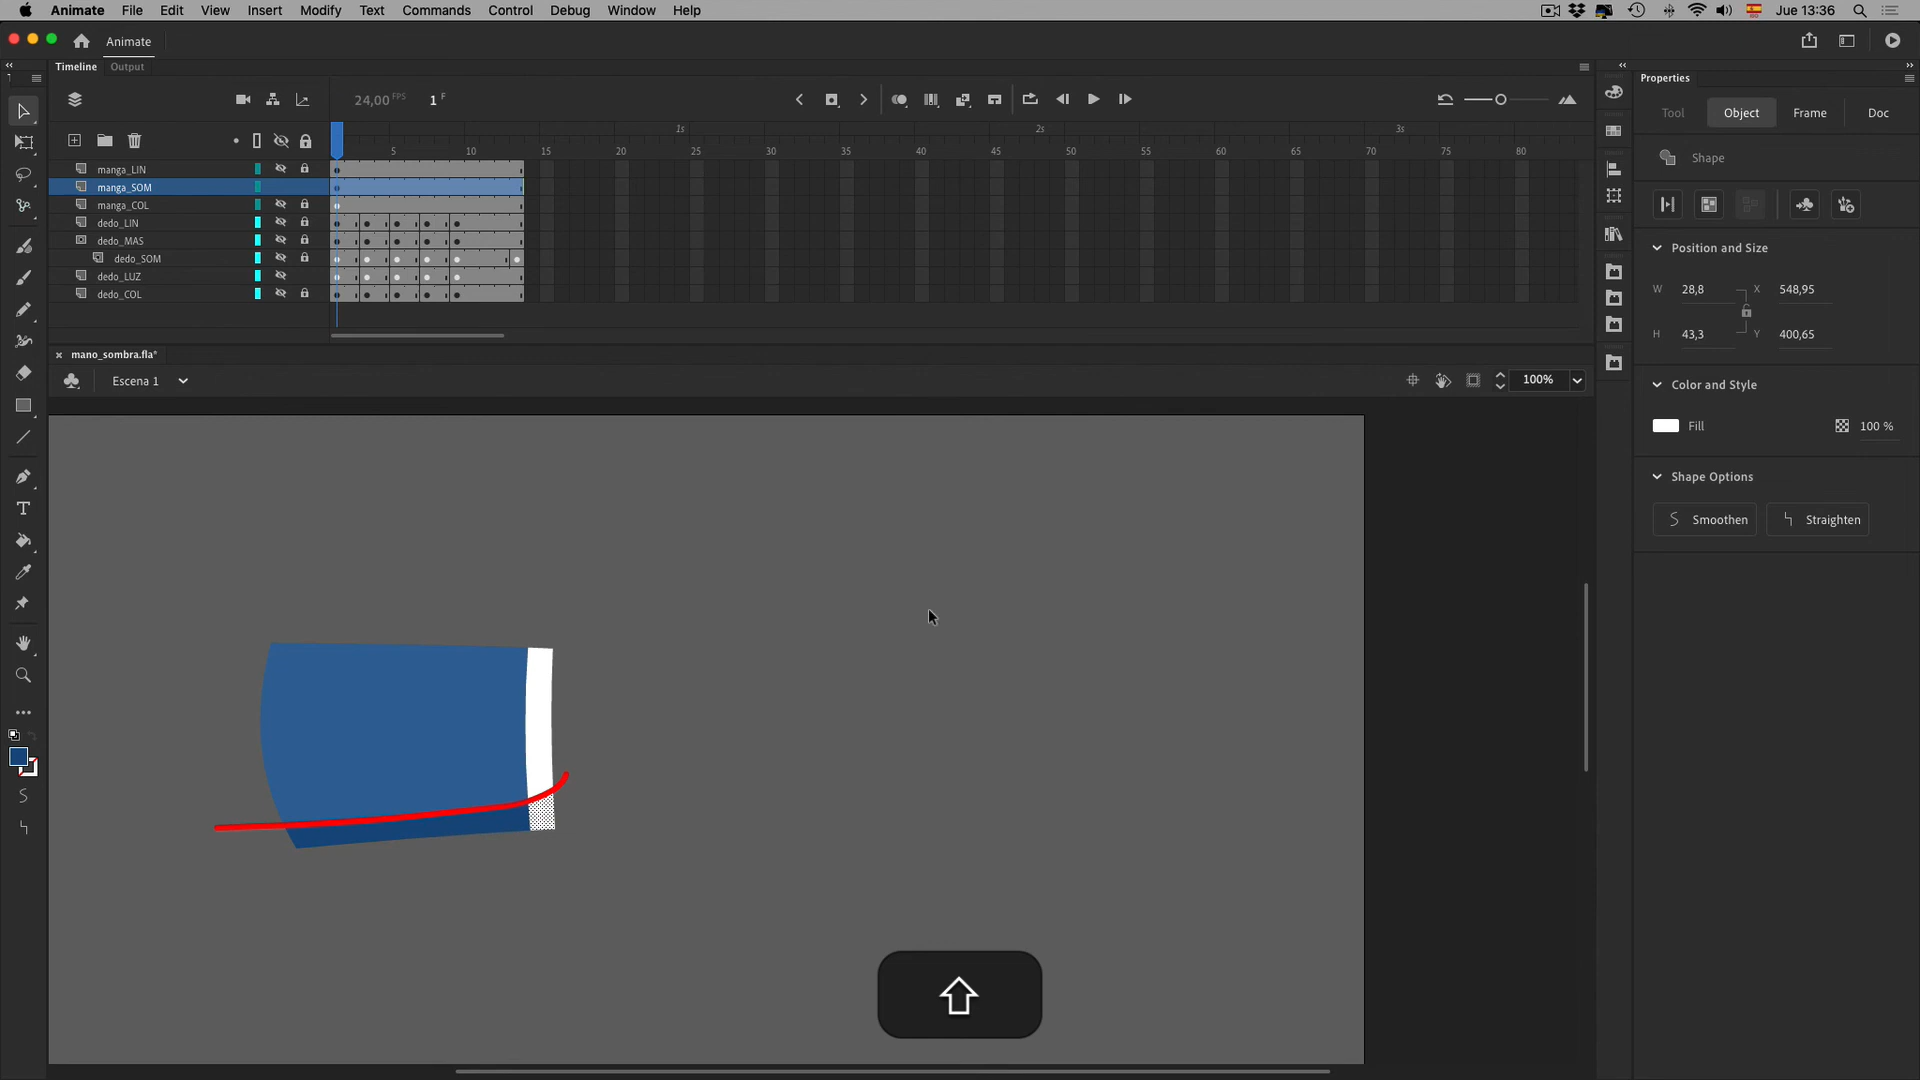 Animate File Edit View Insert Modify Text Commands Control Debug Window Help Jue 13:36
Animate
Timeline Output
Properties
24,00 FPS 1 F
Tool Object Frame Doc
1s 2s 3s
5 10 15 20 25 30 35 40 45 50 55 60 65 70 75 80
Shape
manga_LIN
manga_SOM
manga_COL
dedo_LIN
dedo_MAS
dedo_SOM
dedo_LUZ
dedo_COL
Position and Size
W 28,8 X 548,95
H 43,3 Y 400,65
mano_sombra.fla*
Escena 1 100%
Color and Style
Fill 100 %
Shape Options
Smoothen Straighten